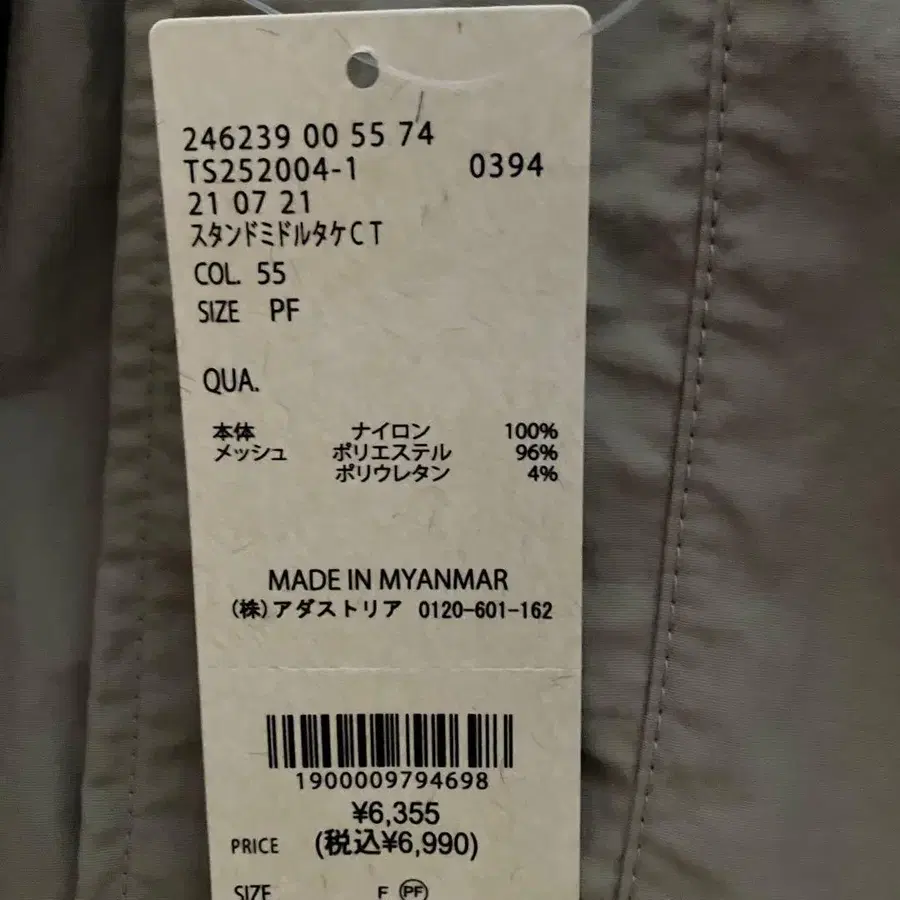 246239 00 55 74
TS252004-1 0394
21 07 21
スタンドミドルタケCT
COL. 55
SIZE PF
QUA.
本体 ナイロン 100%
メッシュ ポリエステル 96%
ポリウレタン 4%
MADE IN MYANMAR
(株)アダストリア 0120-601-162
1900009794698
¥6,355
PRICE (税込¥6,990)
SIZE F PF